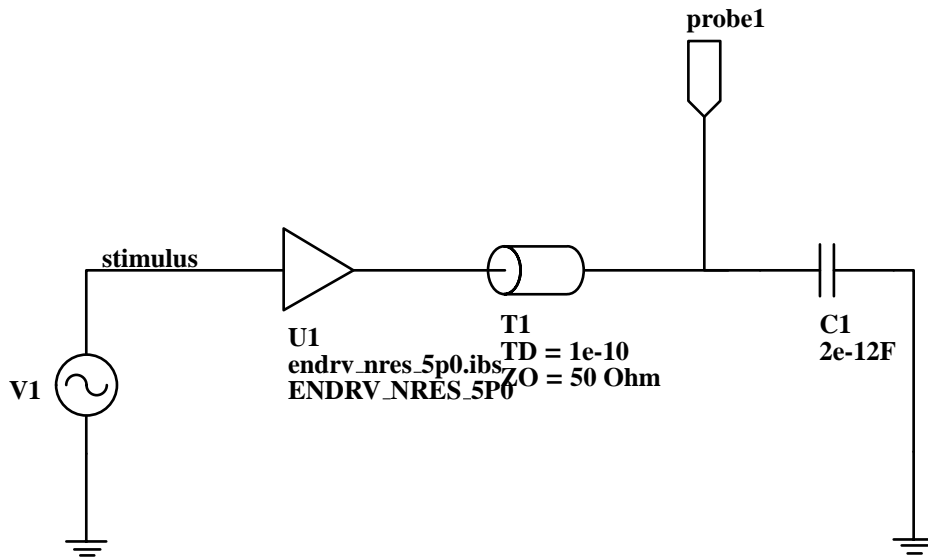 probe1
stimulus
V1
U1
endrv_nres_5p0.ibs
ENDRV_NRES_5P0
T1
TD = 1e-10
ZO = 50 Ohm
C1
2e-12F